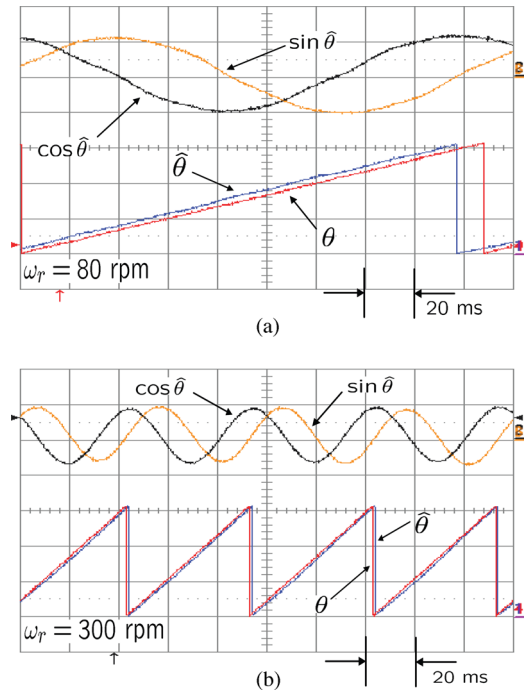 sin θ̂
cos θ̂
θ̂
θ
ωr = 80 rpm
20 ms
(a)
cos θ̂
sin θ̂
θ̂
θ
ωr = 300 rpm
20 ms
(b)